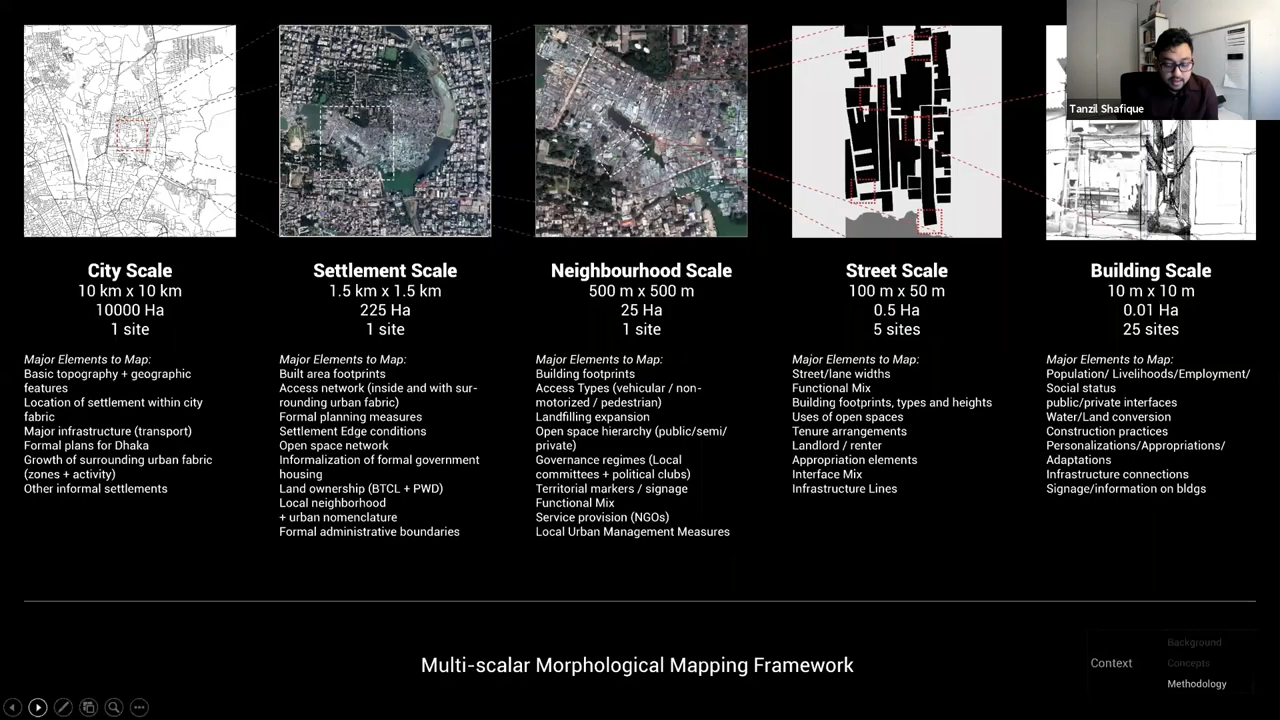 Tanzil Shafique
City Scale
10 km x 10 km
10000 Ha
1 site
Major Elements to Map:
Basic topography + geographic
features
Location of settlement within city
fabric
Major infrastructure (transport)
Formal plans for Dhaka
Growth of surrounding urban fabric
(zones + activity)
Other informal settlements
Settlement Scale
1.5 km x 1.5 km
225 Ha
1 site
Major Elements to Map:
Built area footprints
Access network (inside and with sur-
rounding urban fabric)
Formal planning measures
Settlement Edge conditions
Open space network
Informalization of formal government
housing
Land ownership (BTCL + PWD)
Local neighborhood
+ urban nomenclature
Formal administrative boundaries
Neighbourhood Scale
500 m x 500 m
25 Ha
1 site
Major Elements to Map:
Building footprints
Access Types (vehicular / non-
motorized / pedestrian)
Landfilling expansion
Open space hierarchy (public/semi/
private)
Governance regimes (Local
committees + political clubs)
Territorial markers / signage
Functional Mix
Service provision (NGOs)
Local Urban Management Measures
Street Scale
100 m x 50 m
0.5 Ha
5 sites
Major Elements to Map:
Street/lane widths
Functional Mix
Building footprints, types and heights
Uses of open spaces
Tenure arrangements
Landlord / renter
Appropriation elements
Interface Mix
Infrastructure Lines
Building Scale
10 m x 10 m
0.01 Ha
25 sites
Major Elements to Map:
Population/ Livelihoods/Employment/
Social status
public/private interfaces
Water/Land conversion
Construction practices
Personalizations/Appropriations/
Adaptations
Infrastructure connections
Signage/information on bldgs
Multi-scalar Morphological Mapping Framework
Context
Background
Concepts
Methodology